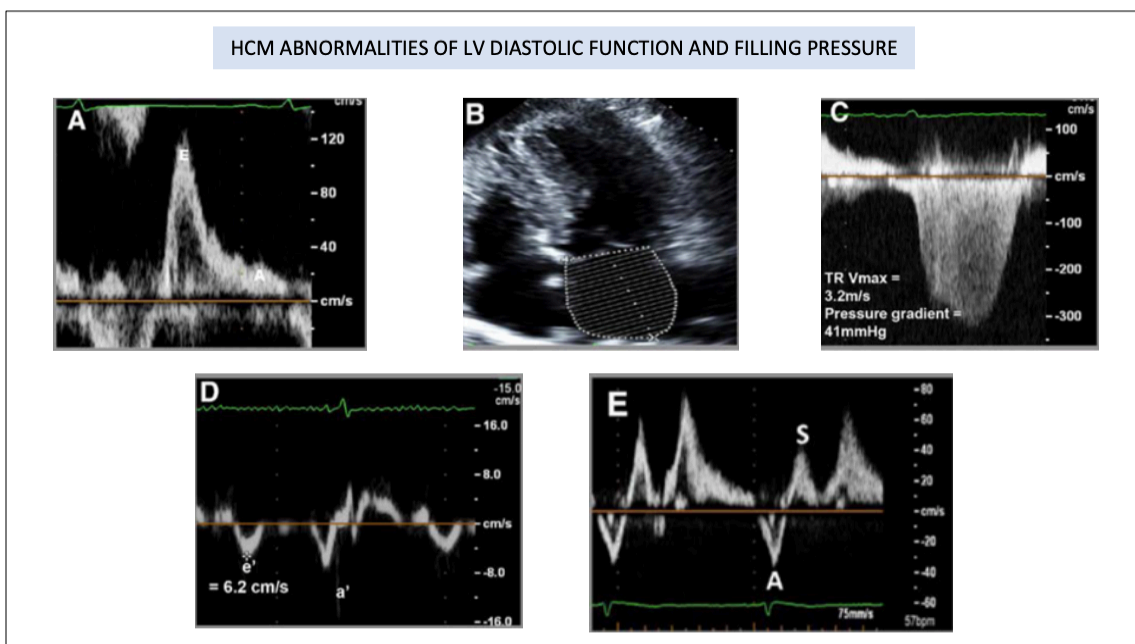 HCM ABNORMALITIES OF LV DIASTOLIC FUNCTION AND FILLING PRESSURE
A
cm/s
120
E
80
40
A
cm/s
B
C
cm/s
100
cm/s
-100
-200
-300
TR Vmax =
3.2m/s
Pressure gradient =
41mmHg
D
-15.0
cm/s
16.0
8.0
cm/s
e'
-8.0
= 6.2 cm/s
a'
-16.0
E
80
60
S
40
20
cm/s
-20
-40
A
-60
75mm/s
57bpm